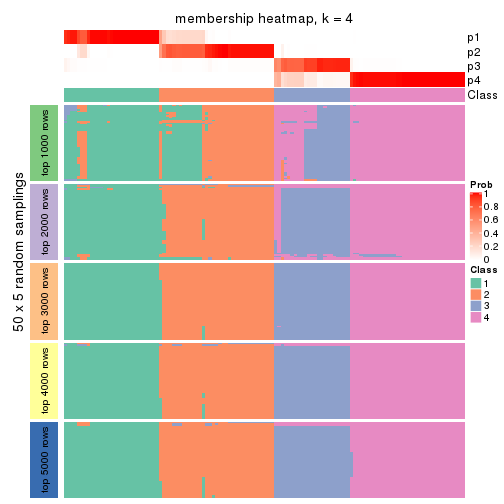 membership heatmap, k = 4
p1
p2
p3
p4
Class
50 x 5 random samplings
top 1000 rows
top 2000 rows
top 3000 rows
top 4000 rows
top 5000 rows
Prob
1
0.8
0.6
0.4
0.2
0
Class
1
2
3
4